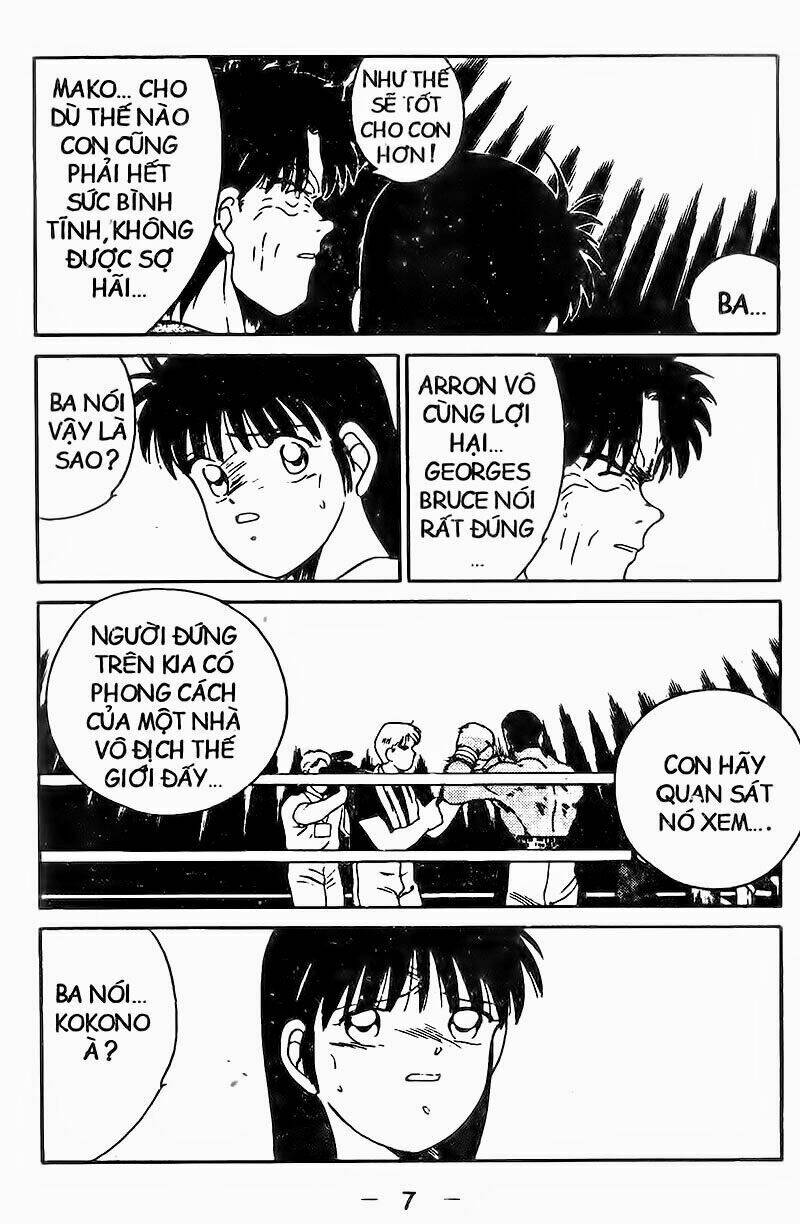 MAKO... CHO
DÙ THẾ NÀO
CON CŨNG
PHẢI HẾT
SỨC BÌNH
TĨNH, KHÔNG
ĐƯỢC SỢ
HÃI...
NHƯ THẾ
SẼ TỐT
CHO CON
HƠN!
BA...
BA NÓI
VẬY LÀ
SAO?
ARRON VÔ
CÙNG LỢI
HẠI...
GEORGES
BRUCE NÓI
RẤT ĐÚNG
...
NGƯỜI ĐỨNG
TRÊN KIA CÓ
PHONG CÁCH
CỦA MỘT NHÀ
VÔ ĐỊCH THẾ
GIỚI ĐẤY...
CON HÃY
QUAN SÁT
NÓ XEM....
BA NÓI...
KOKONO
À?
- 7 -